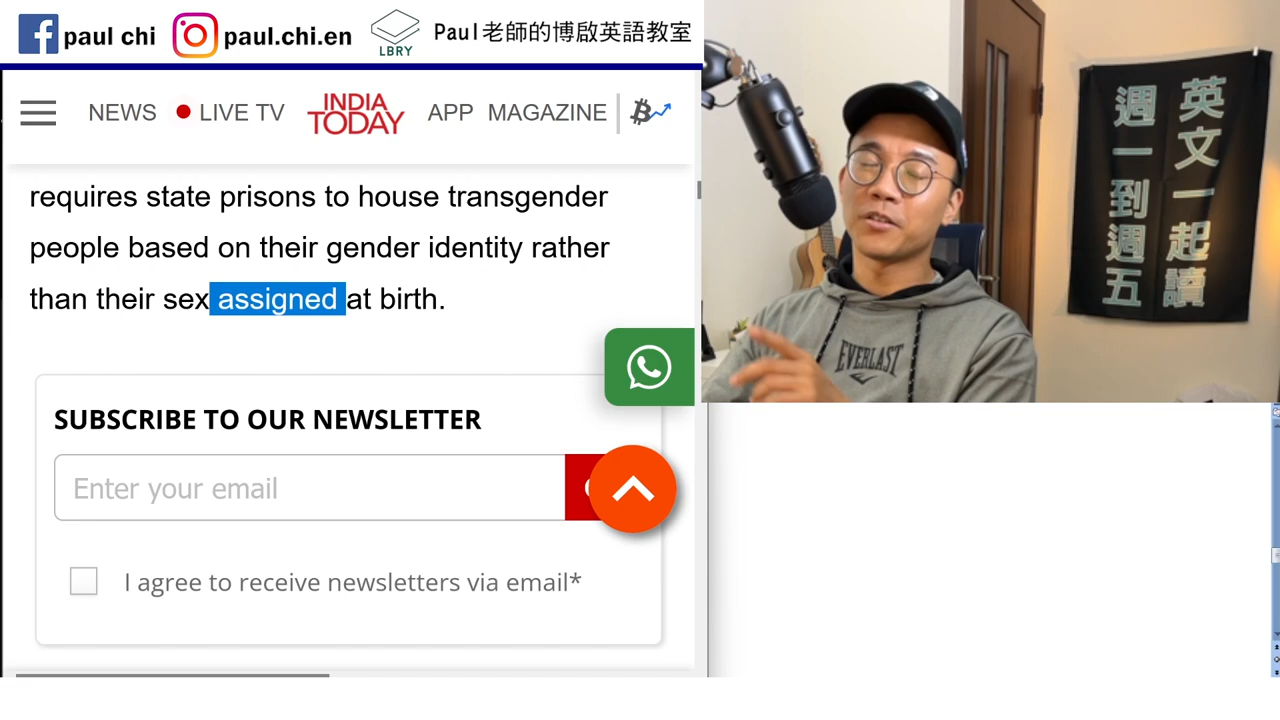 paul chi
paul.chi.en
LBRY
Paul老師的博啟英語教室
NEWS
LIVE TV
INDIA TODAY
APP
MAGAZINE
requires state prisons to house transgender
people based on their gender identity rather
than their sex assigned at birth.
SUBSCRIBE TO OUR NEWSLETTER
Enter your email
I agree to receive newsletters via email*
EVERLAST
英文一起讀
週一到週五